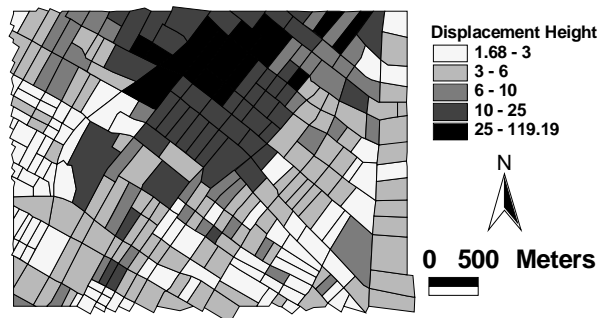 Displacement Height
1.68 - 3
3 - 6
6 - 10
10 - 25
25 - 119.19
N
0 500 Meters